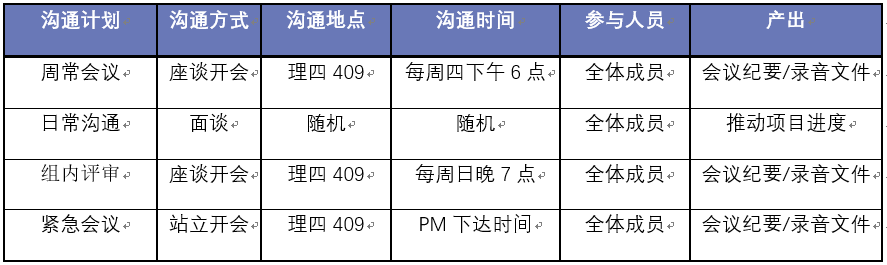 沟通计划 沟通方式 沟通地点 沟通时间 参与人员 产出
周常会议 座谈开会 理四 409 每周四下午 6 点 全体成员 会议纪要/录音文件
日常沟通 面谈 随机 随机 全体成员 推动项目进度
组内评审 座谈开会 理四 409 每周日晚 7 点 全体成员 会议纪要/录音文件
紧急会议 站立开会 理四 409 PM 下达时间 全体成员 会议纪要/录音文件